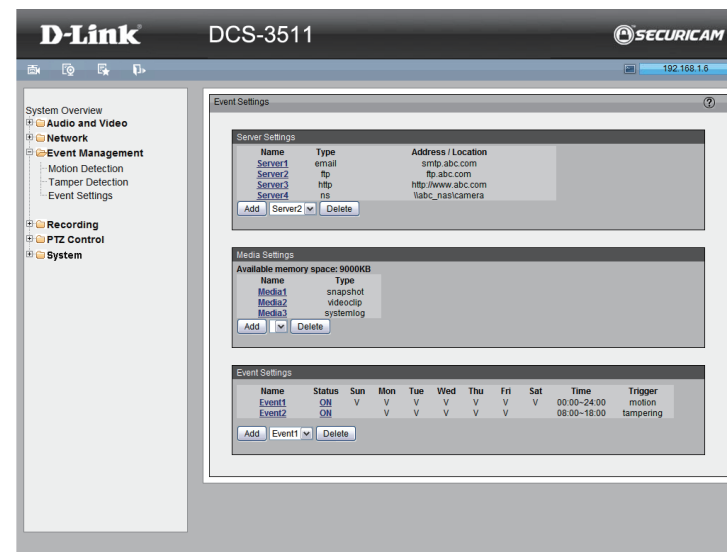 D-Link
DCS-3511
SECURICAM
192.168.1.6
System Overview
Audio and Video
Network
Event Management
Motion Detection
Tamper Detection
Event Settings
Recording
PTZ Control
System
Event Settings
Server Settings
Name Type Address / Location
Server1 email smtp.abc.com
Server2 ftp ftp.abc.com
Server3 http http://www.abc.com
Server4 ns \\abc_nas\camera
Add Server2 Delete
Media Settings
Available memory space: 9000KB
Name Type
Media1 snapshot
Media2 videoclip
Media3 systemlog
Add Delete
Event Settings
Name Status Sun Mon Tue Wed Thu Fri Sat Time Trigger
Event1 ON V V V V V V V 00:00~24:00 motion
Event2 ON V V V V V 08:00~18:00 tampering
Add Event1 Delete